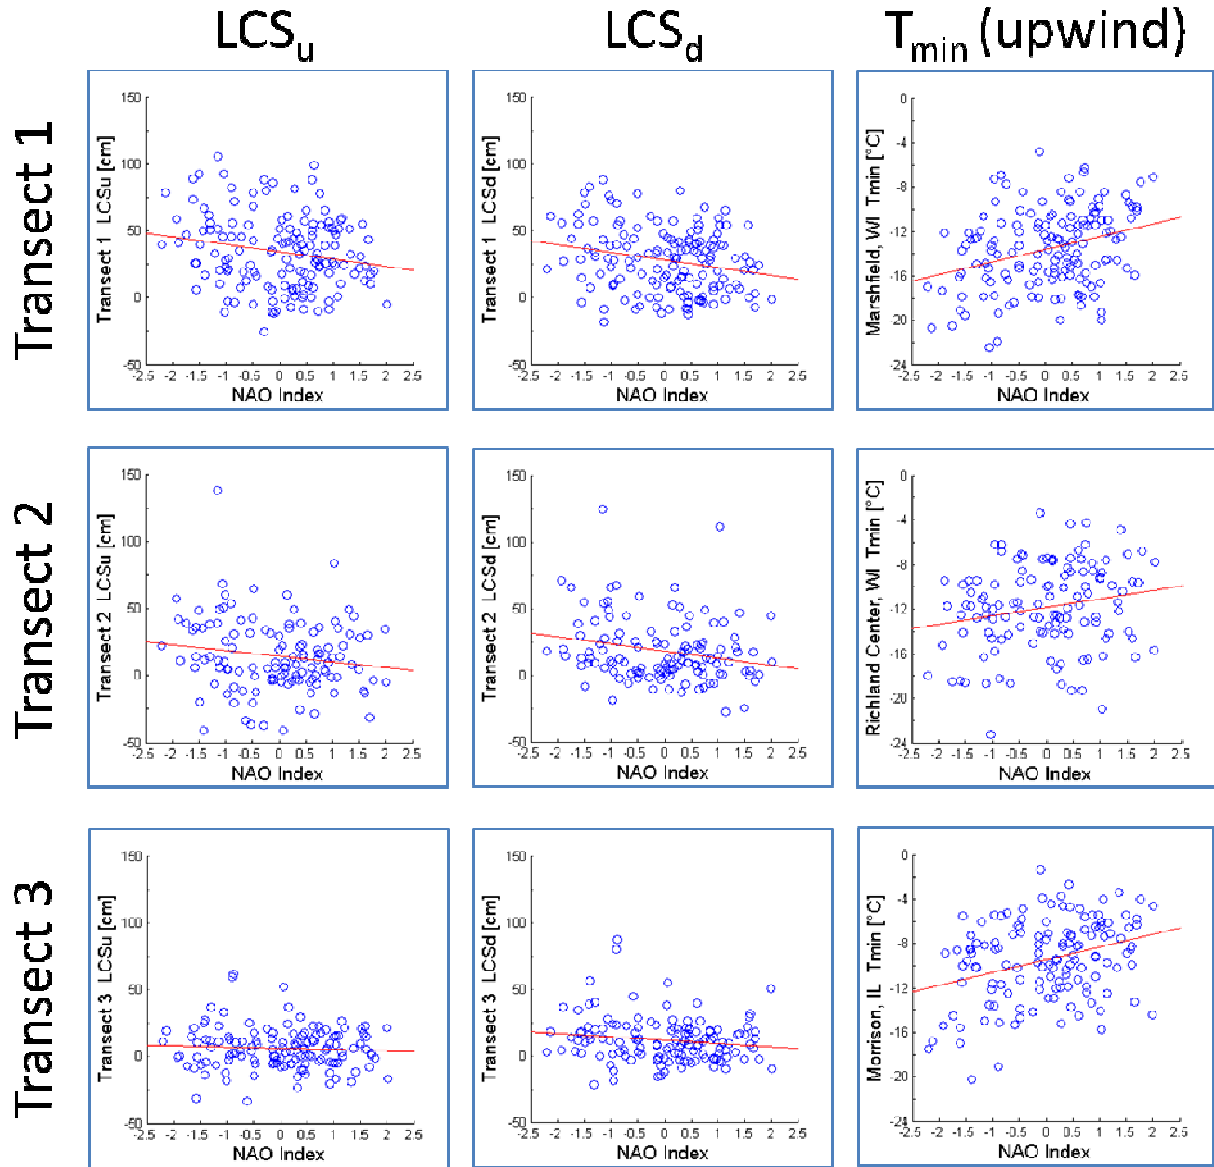 LCSu LCSd Tmin (upwind)
Transect 1
Transect 1 LCSu [cm]
150
100
50
0
-50
-2.5 -2 -1.5 -1 -0.5 0 0.5 1 1.5 2 2.5
NAO Index
Transect 1 LCSd [cm]
150
100
50
0
-50
-2.5 -2 -1.5 -1 -0.5 0 0.5 1 1.5 2 2.5
NAO Index
Marshfield, WI Tmin [°C]
0
-4
-8
-12
-16
-20
-24
-2.5 -2 -1.5 -1 -0.5 0 0.5 1 1.5 2 2.5
NAO Index
Transect 2
Transect 2 LCSu [cm]
150
100
50
0
-50
-2.5 -2 -1.5 -1 -0.5 0 0.5 1 1.5 2 2.5
NAO Index
Transect 2 LCSd [cm]
150
100
50
0
-50
-2.5 -2 -1.5 -1 -0.5 0 0.5 1 1.5 2 2.5
NAO Index
Richland Center, WI Tmin [°C]
0
-4
-8
-12
-16
-20
-24
-2.5 -2 -1.5 -1 -0.5 0 0.5 1 1.5 2 2.5
NAO Index
Transect 3
Transect 3 LCSu [cm]
150
100
50
0
-50
-2.5 -2 -1.5 -1 -0.5 0 0.5 1 1.5 2 2.5
NAO Index
Transect 3 LCSd [cm]
150
100
50
0
-50
-2.5 -2 -1.5 -1 -0.5 0 0.5 1 1.5 2 2.5
NAO Index
Morrison, IL Tmin [°C]
0
-4
-8
-12
-16
-20
-24
-2.5 -2 -1.5 -1 -0.5 0 0.5 1 1.5 2 2.5
NAO Index